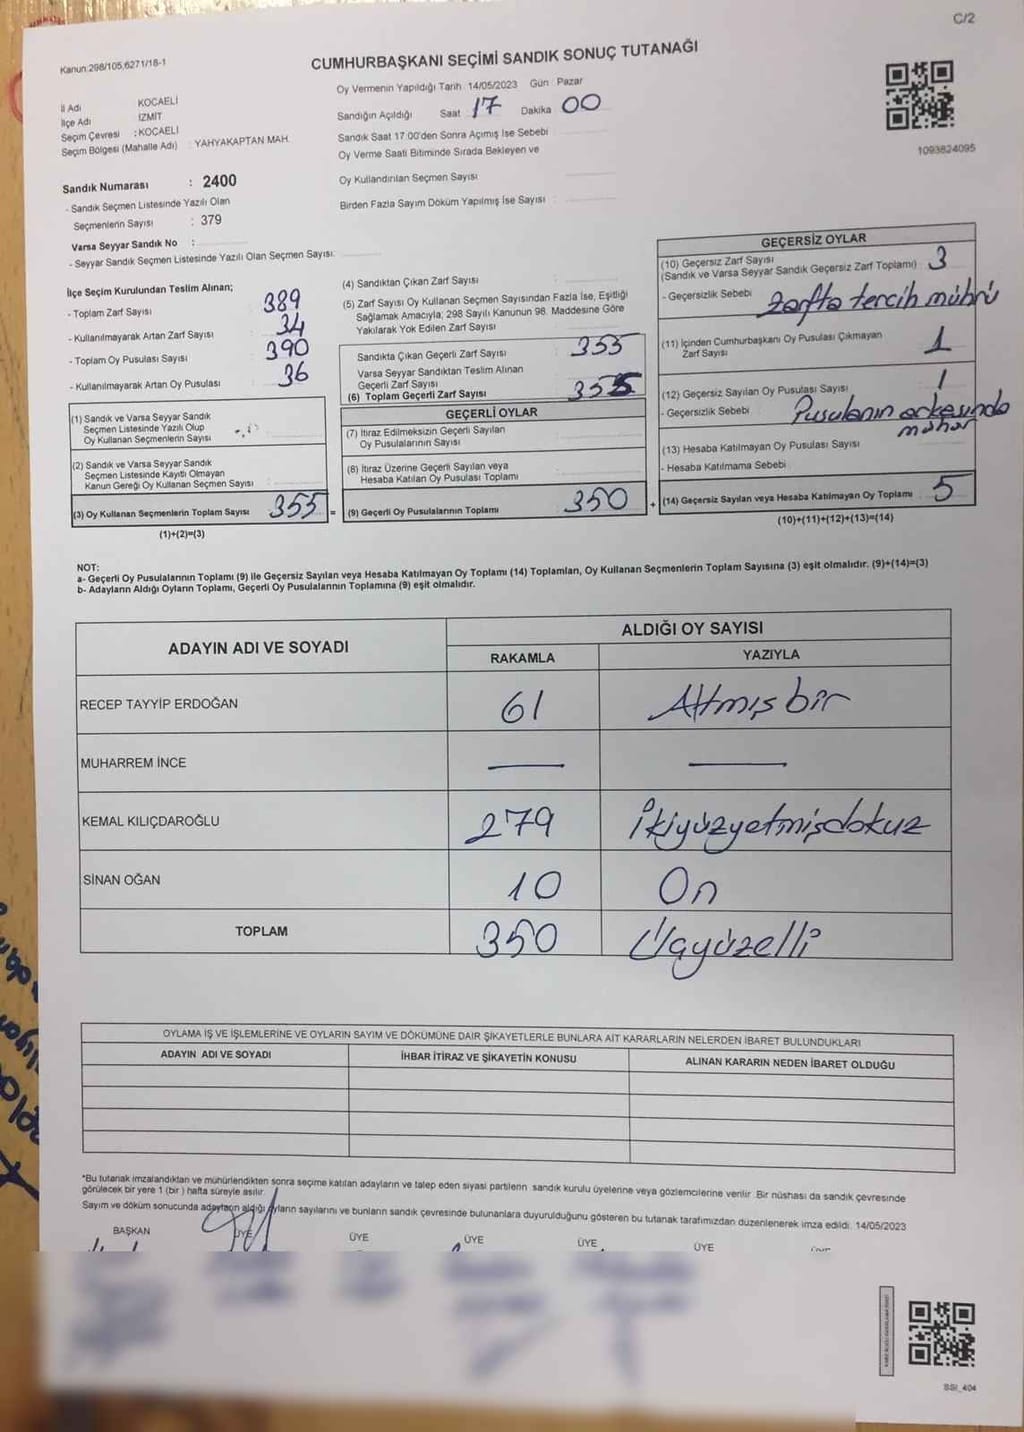 C/2
Kanun:298/105,6271/18-1
CUMHURBAŞKANI SEÇİMİ SANDIK SONUÇ TUTANAĞI
İl Adı KOCAELİ
İlçe Adı İZMİT
Seçim Çevresi : KOCAELİ
Seçim Bölgesi (Mahalle Adı) : YAHYAKAPTAN MAH.
Oy Vermenin Yapıldığı Tarih 14/05/2023 Gün : Pazar
Sandığın Açıldığı Saat 17 Dakika 00
Sandık Saat 17.00'den Sonra Açılmış İse Sebebi
Oy Verme Saati Bitiminde Sırada Bekleyen ve
Oy Kullandırılan Seçmen Sayısı
Birden Fazla Sayım Döküm Yapılmış İse Sayısı :
1093824095
Sandık Numarası : 2400
- Sandık Seçmen Listesinde Yazılı Olan
Seçmenlerin Sayısı : 379
Varsa Seyyar Sandık No :
- Seyyar Sandık Seçmen Listesinde Yazılı Olan Seçmen Sayısı:
İlçe Seçim Kurulundan Teslim Alınan;
- Toplam Zarf Sayısı 389
- Kullanılmayarak Artan Zarf Sayısı 34
- Toplam Oy Pusulası Sayısı 390
- Kullanılmayarak Artan Oy Pusulası 36
(1) Sandık ve Varsa Seyyar Sandık
Seçmen Listesinde Yazılı Olup
Oy Kullanan Seçmenlerin Sayısı
(2) Sandık ve Varsa Seyyar Sandık
Seçmen Listesinde Kayıtlı Olmayan
Kanun Gereği Oy Kullanan Seçmen Sayısı :
(3) Oy Kullanan Seçmenlerin Toplam Sayısı 355 =
(1)+(2)=(3)
(4) Sandıktan Çıkan Zarf Sayısı
(5) Zarf Sayısı Oy Kullanan Seçmen Sayısından Fazla İse, Eşitliği
Sağlamak Amacıyla; 298 Sayılı Kanunun 98. Maddesine Göre
Yakılarak Yok Edilen Zarf Sayısı
Sandıkta Çıkan Geçerli Zarf Sayısı 355
Varsa Seyyar Sandıktan Teslim Alınan
Geçerli Zarf Sayısı
(6) Toplam Geçerli Zarf Sayısı 355
GEÇERLİ OYLAR
(7) İtiraz Edilmeksizin Geçerli Sayılan
Oy Pusulalarının Sayısı
(8) İtiraz Üzerine Geçerli Sayılan veya
Hesaba Katılan Oy Pusulası Toplamı
(9) Geçerli Oy Pusulalarının Toplamı 350 +
GEÇERSİZ OYLAR
(10) Geçersiz Zarf Sayısı 3
(Sandık ve Varsa Seyyar Sandık Geçersiz Zarf Toplamı)
- Geçersizlik Sebebi Zarfta tercih mührü
(11) İçinden Cumhurbaşkanı Oy Pusulası Çıkmayan
Zarf Sayısı 1
(12) Geçersiz Sayılan Oy Pusulası Sayısı 1
- Geçersizlik Sebebi Pusulanın arkasında
mühür
(13) Hesaba Katılmayan Oy Pusulası Sayısı
- Hesaba Katılmama Sebebi
(14) Geçersiz Sayılan veya Hesaba Katılmayan Oy Toplamı 5
(10)+(11)+(12)+(13)=(14)
NOT:
a- Geçerli Oy Pusulalarının Toplamı (9) ile Geçersiz Sayılan veya Hesaba Katılmayan Oy Toplamı (14) Toplamları, Oy Kullanan Seçmenlerin Toplam Sayısına (3) eşit olmalıdır. (9)+(14)=(3)
b- Adayların Aldığı Oyların Toplamı, Geçerli Oy Pusulalarının Toplamına (9) eşit olmalıdır.
ADAYIN ADI VE SOYADI ALDIĞI OY SAYISI
RAKAMLA YAZIYLA
RECEP TAYYİP ERDOĞAN 61 Altmış bir
MUHARREM İNCE — —
KEMAL KILIÇDAROĞLU 279 İkiyüzyetmişdokuz
SİNAN OĞAN 10 On
TOPLAM 350 Üçyüzelli
OYLAMA İŞ VE İŞLEMLERİNE VE OYLARIN SAYIM VE DÖKÜMÜNE DAİR ŞİKAYETLERLE BUNLARA AİT KARARLARIN NELERDEN İBARET BULUNDUKLARI
ADAYIN ADI VE SOYADI İHBAR İTİRAZ VE ŞİKAYETİN KONUSU ALINAN KARARIN NEDEN İBARET OLDUĞU
*Bu tutanak imzalandıktan ve mühürlendikten sonra seçime katılan adayların ve talep eden siyasi partilerin sandık kurulu üyelerine veya gözlemcilerine verilir. Bir nüshası da sandık çevresinde
görülecek bir yere 1 (bir) hafta süreyle asılır.
Sayım ve döküm sonucunda adayların aldığı oyların sayılarını ve bunların sandık çevresinde bulunanlara duyurulduğunu gösteren bu tutanak tarafımızdan düzenlenerek imza edildi. 14/05/2023
BAŞKAN ÜYE ÜYE ÜYE ÜYE ÜYE
SSI_404